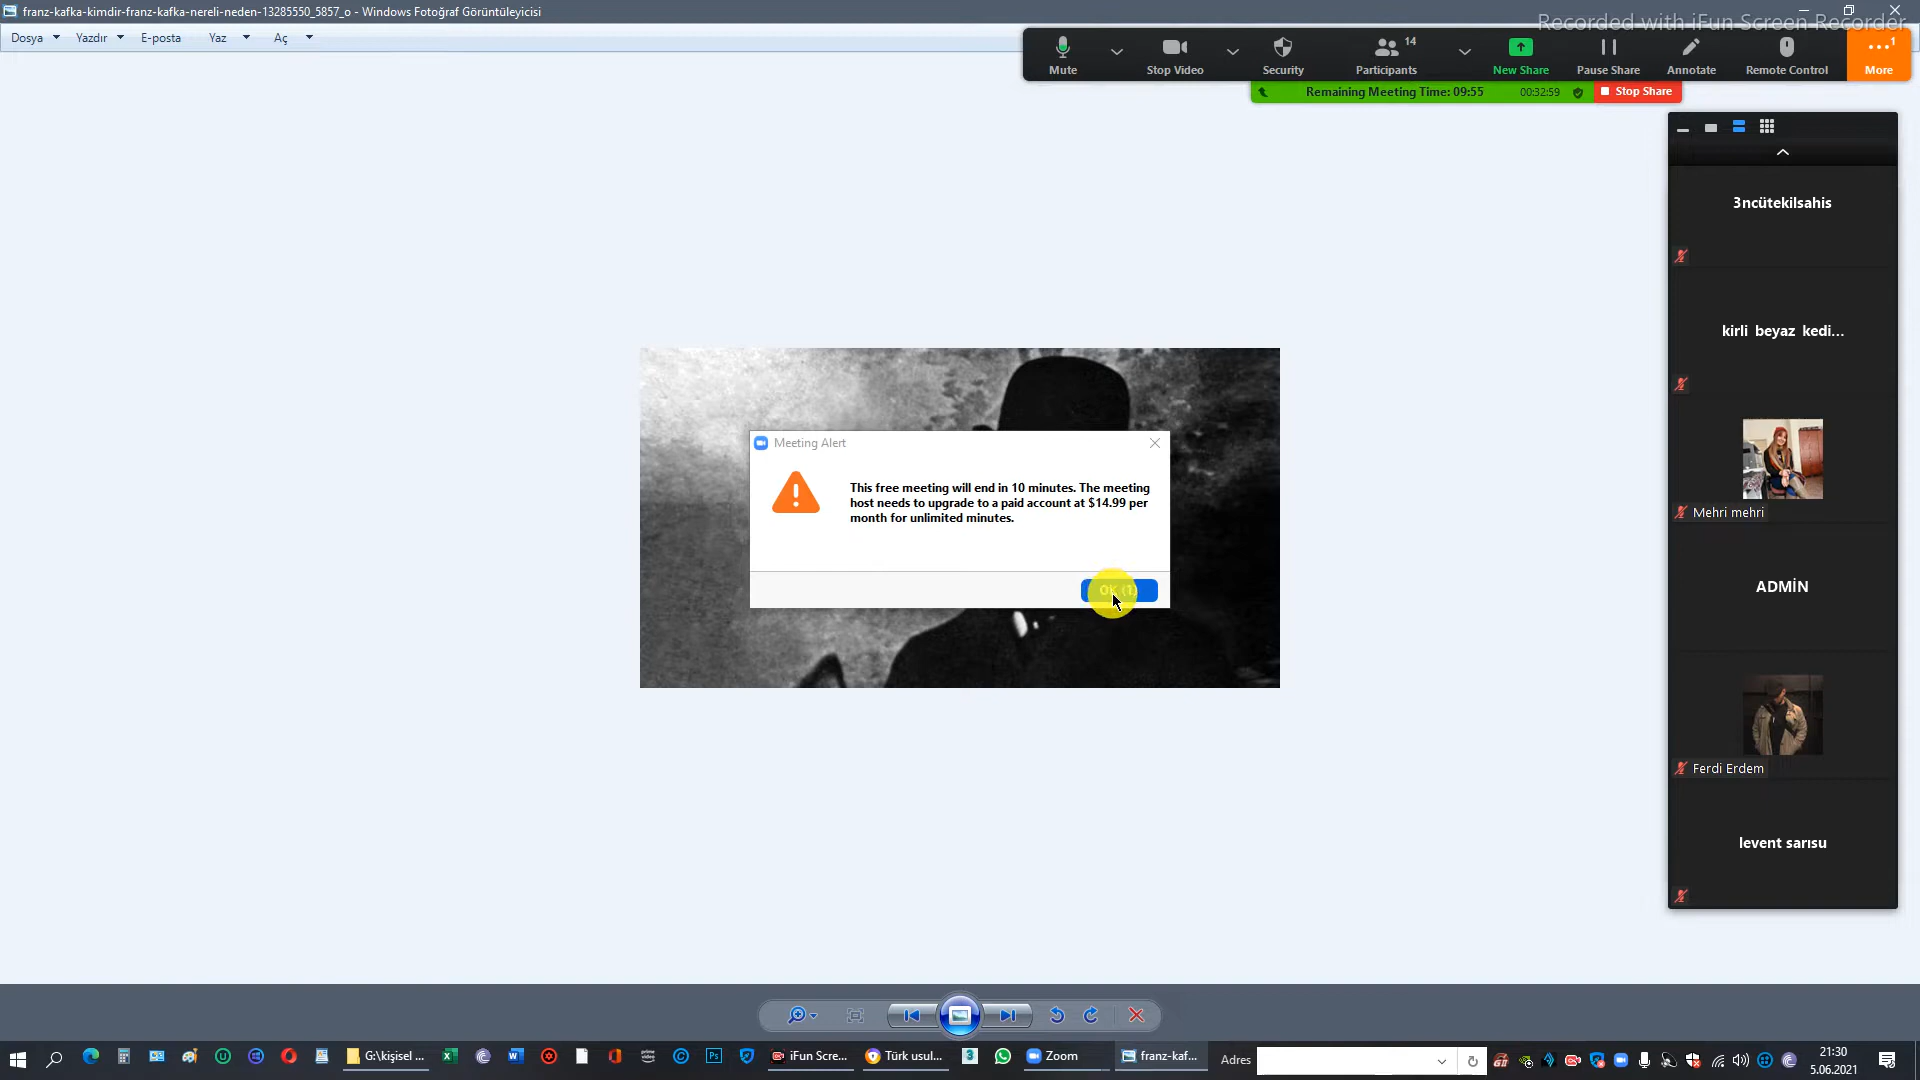 franz-kafka-kimdir-franz-kafka-nereli-neden-13285550_5857_o - Windows Fotoğraf Görüntüleyicisi
Recorded with iFun Screen Recorder
Dosya Yazdır E-posta Yaz Aç
14
1
Mute Stop Video Security Participants New Share Pause Share Annotate Remote Control More
Remaining Meeting Time: 09:55 00:32:59 Stop Share
3ncütekilsahis
kirli beyaz kedi...
Mehri mehri
ADMİN
Ferdi Erdem
levent sarısu
Meeting Alert
This free meeting will end in 10 minutes. The meeting
host needs to upgrade to a paid account at $14.99 per
month for unlimited minutes.
OK (1)
G:\kişisel ...
iFun Scre...
Türk usul...
Zoom
franz-kaf...
Adres
21:30
5.06.2021